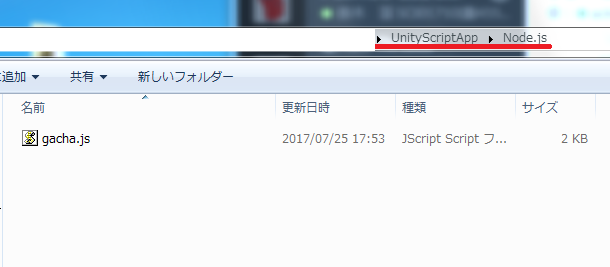 UnityScriptApp ▸ Node.js
に追加 共有 新しいフォルダー
名前 更新日時 種類 サイズ
gacha.js 2017/07/25 17:53 JScript Script フ... 2 KB